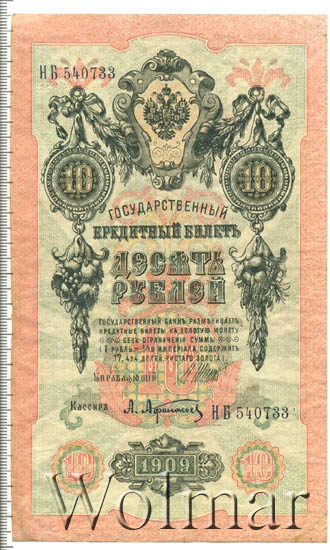 НБ 540733
10 10
ГОСУДАРСТВЕННЫЙ
КРЕДИТНЫЙ БИЛЕТЪ
ДЕСЯТЬ
РУБЛЕЙ
ГОСУДАРСТВЕННЫЙ БАНКЪ РАЗМѢНИВАЕТЪ
КРЕДИТНЫЕ БИЛЕТЫ НА ЗОЛОТУЮ МОНЕТУ
БЕЗЪ ОГРАНИЧЕНІЯ СУММЫ
(1 РУБЛЬ = 1/15 ИМПЕРІАЛА, СОДЕРЖИТЪ
17,424 ДОЛЕЙ ЧИСТАГО ЗОЛОТА)
УПРАВЛЯЮЩІЙ
Кассиръ А. Афанасьев НБ 540733
10 1909 10
Wolmar